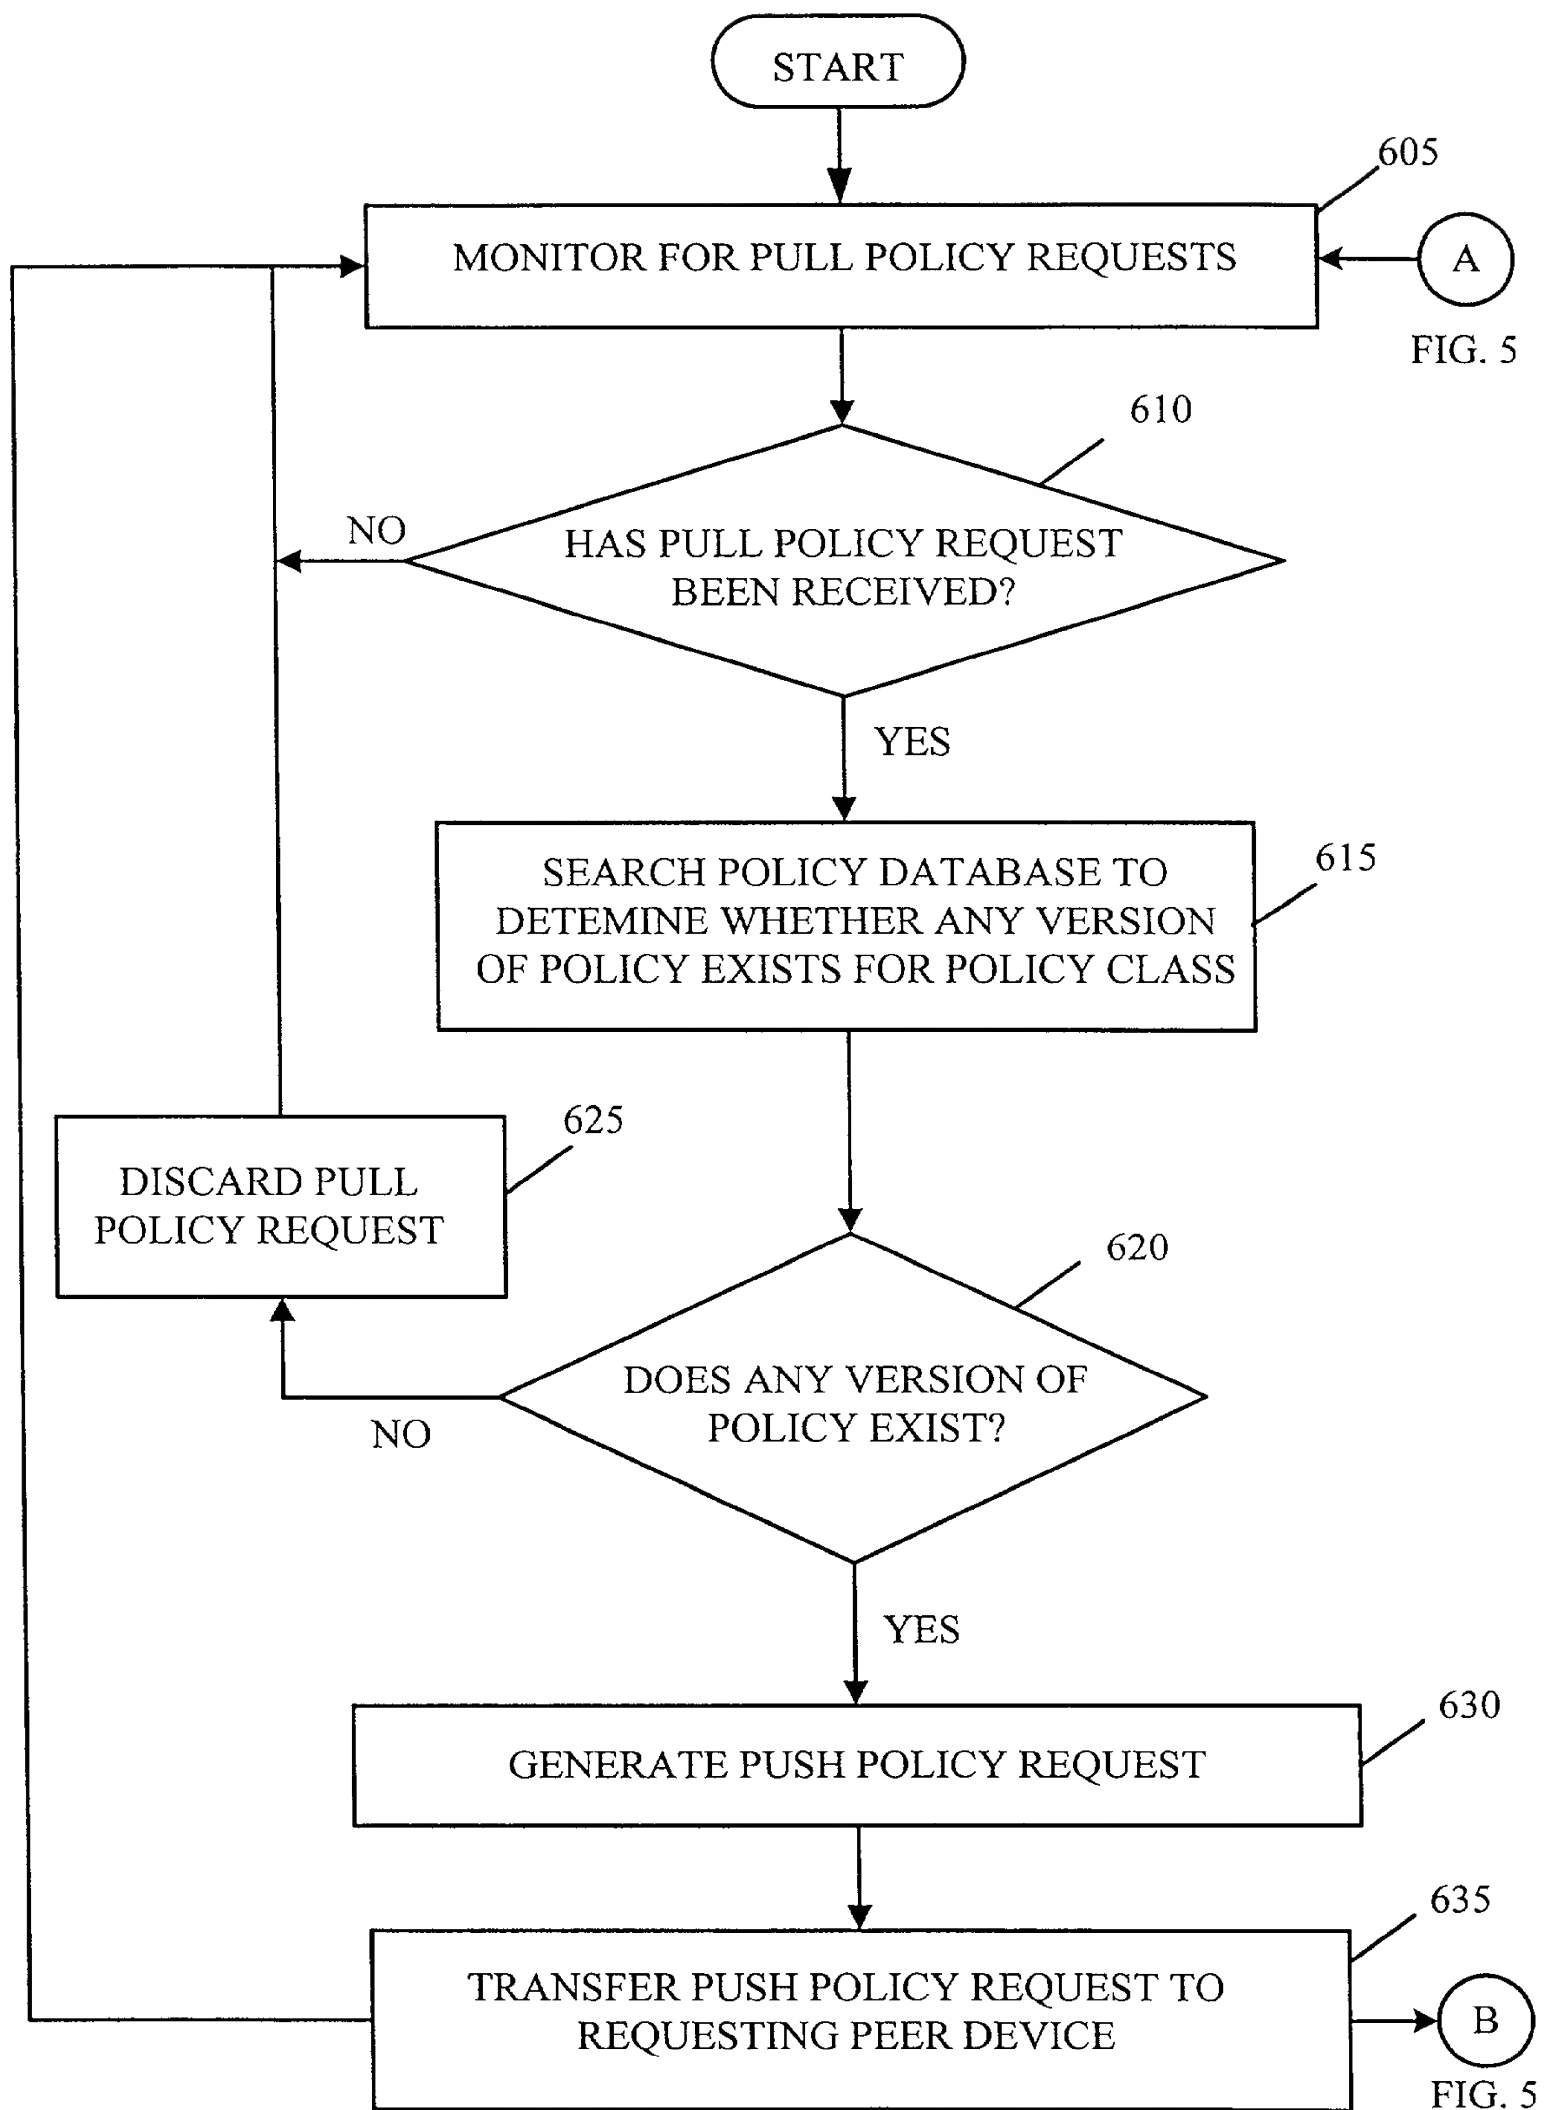 START
605
MONITOR FOR PULL POLICY REQUESTS
A
FIG. 5
610
NO
HAS PULL POLICY REQUEST
BEEN RECEIVED?
YES
615
SEARCH POLICY DATABASE TO
DETEMINE WHETHER ANY VERSION
OF POLICY EXISTS FOR POLICY CLASS
625
DISCARD PULL
POLICY REQUEST
620
DOES ANY VERSION OF
POLICY EXIST?
NO
YES
630
GENERATE PUSH POLICY REQUEST
635
TRANSFER PUSH POLICY REQUEST TO
REQUESTING PEER DEVICE
B
FIG. 5